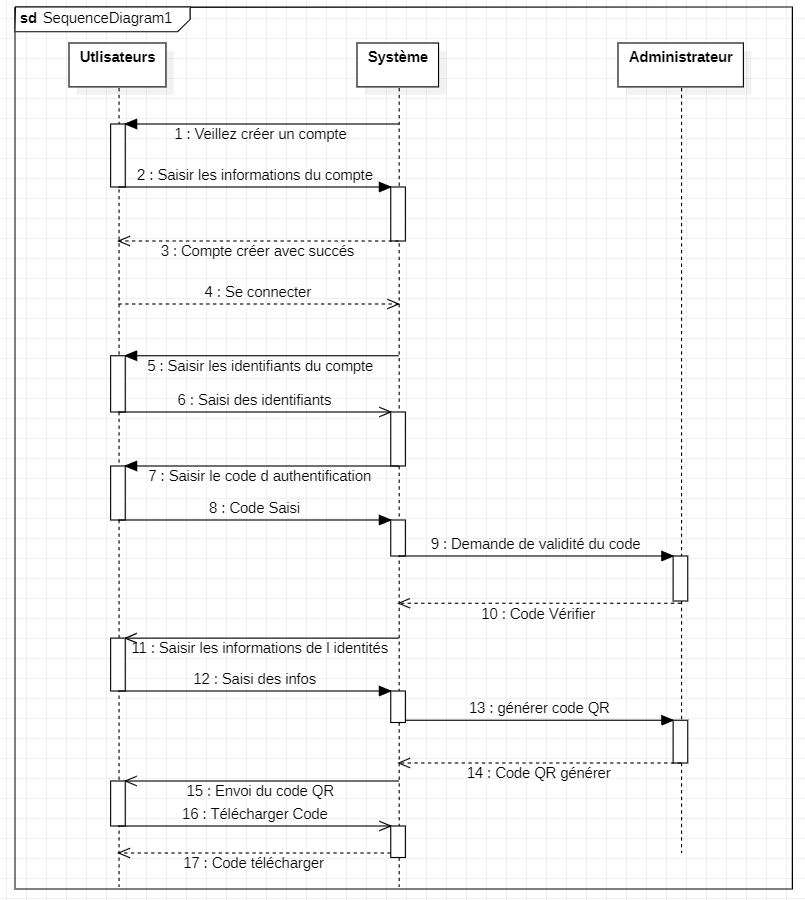 sd SequenceDiagram1
Utlisateurs
Système
Administrateur
1 : Veillez créer un compte
2 : Saisir les informations du compte
3 : Compte créer avec succés
4 : Se connecter
5 : Saisir les identifiants du compte
6 : Saisi des identifiants
7 : Saisir le code d authentification
8 : Code Saisi
9 : Demande de validité du code
10 : Code Vérifier
11 : Saisir les informations de l identités
12 : Saisi des infos
13 : générer code QR
14 : Code QR générer
15 : Envoi du code QR
16 : Télécharger Code
17 : Code télécharger